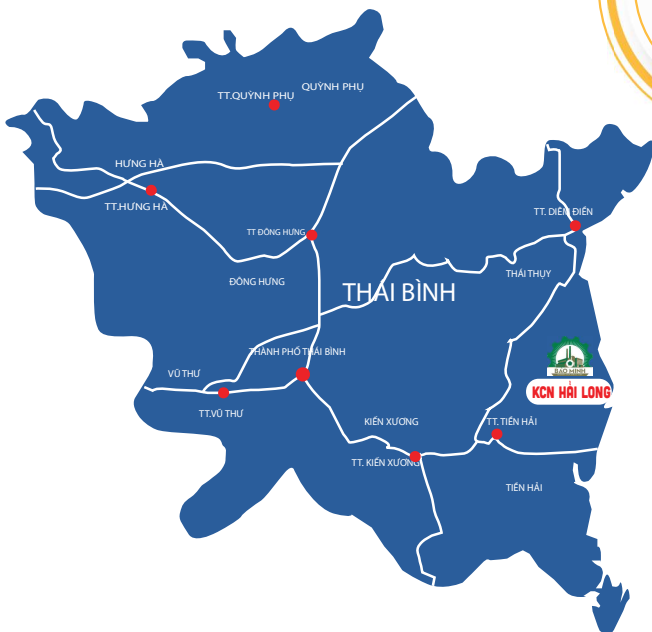 QUỲNH PHỤ
TT.QUỲNH PHỤ
HƯNG HÀ
TT.HƯNG HÀ
TT. DIÊM ĐIỀN
TT ĐÔNG HƯNG
THÁI THỤY
ĐÔNG HƯNG
THÁI BÌNH
THÀNH PHỐ THÁI BÌNH
BAO MINH
VŨ THƯ
KCN HẢI LONG
TT.VŨ THƯ
KIẾN XƯƠNG
TT. TIỀN HẢI
TT. KIẾN XƯƠNG
TIỀN HẢI